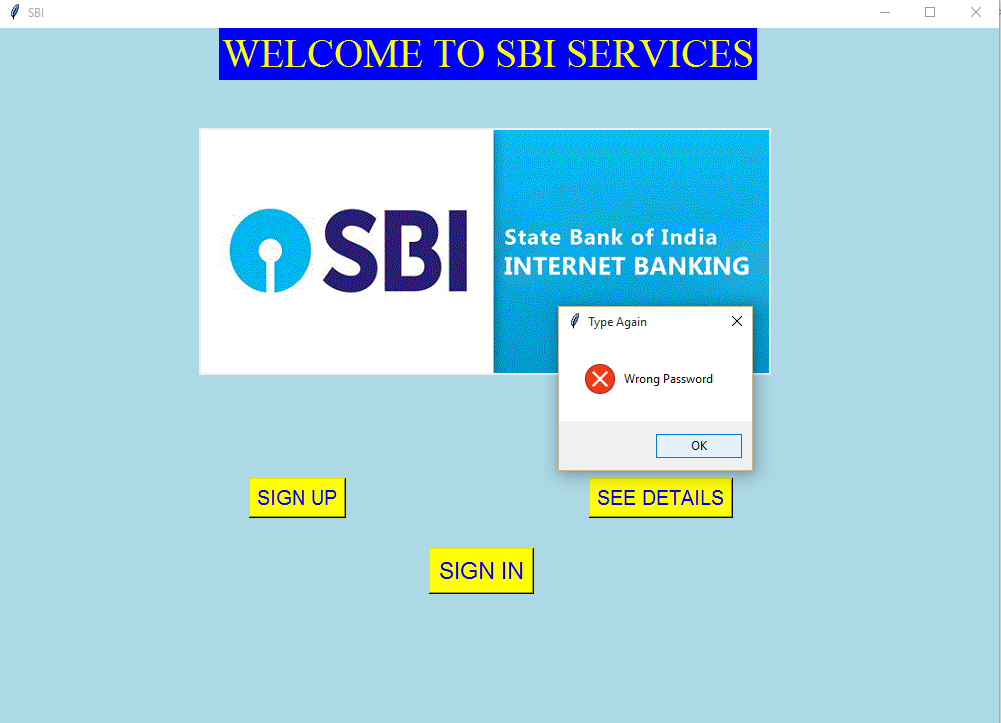 SBI
WELCOME TO SBI SERVICES
SBI
State Bank of India
INTERNET BANKING
Type Again
Wrong Password
OK
SIGN UP
SEE DETAILS
SIGN IN